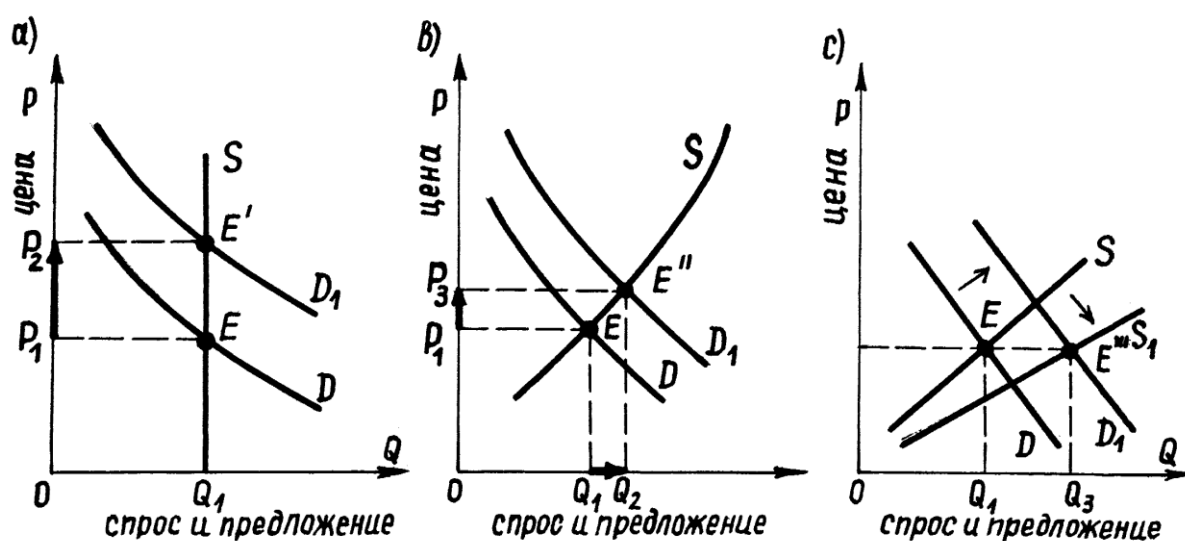 а)
P
цена
S
E'
P2
D1
E
P1
D
Q
0
Q1
спрос и предложение
в)
P
цена
S
P3
E''
P1
E
D1
D
0
Q1 Q2
спрос и предложение
с)
P
цена
S
E
E''' S1
D
D1
Q
0
Q1
Q3
спрос и предложение